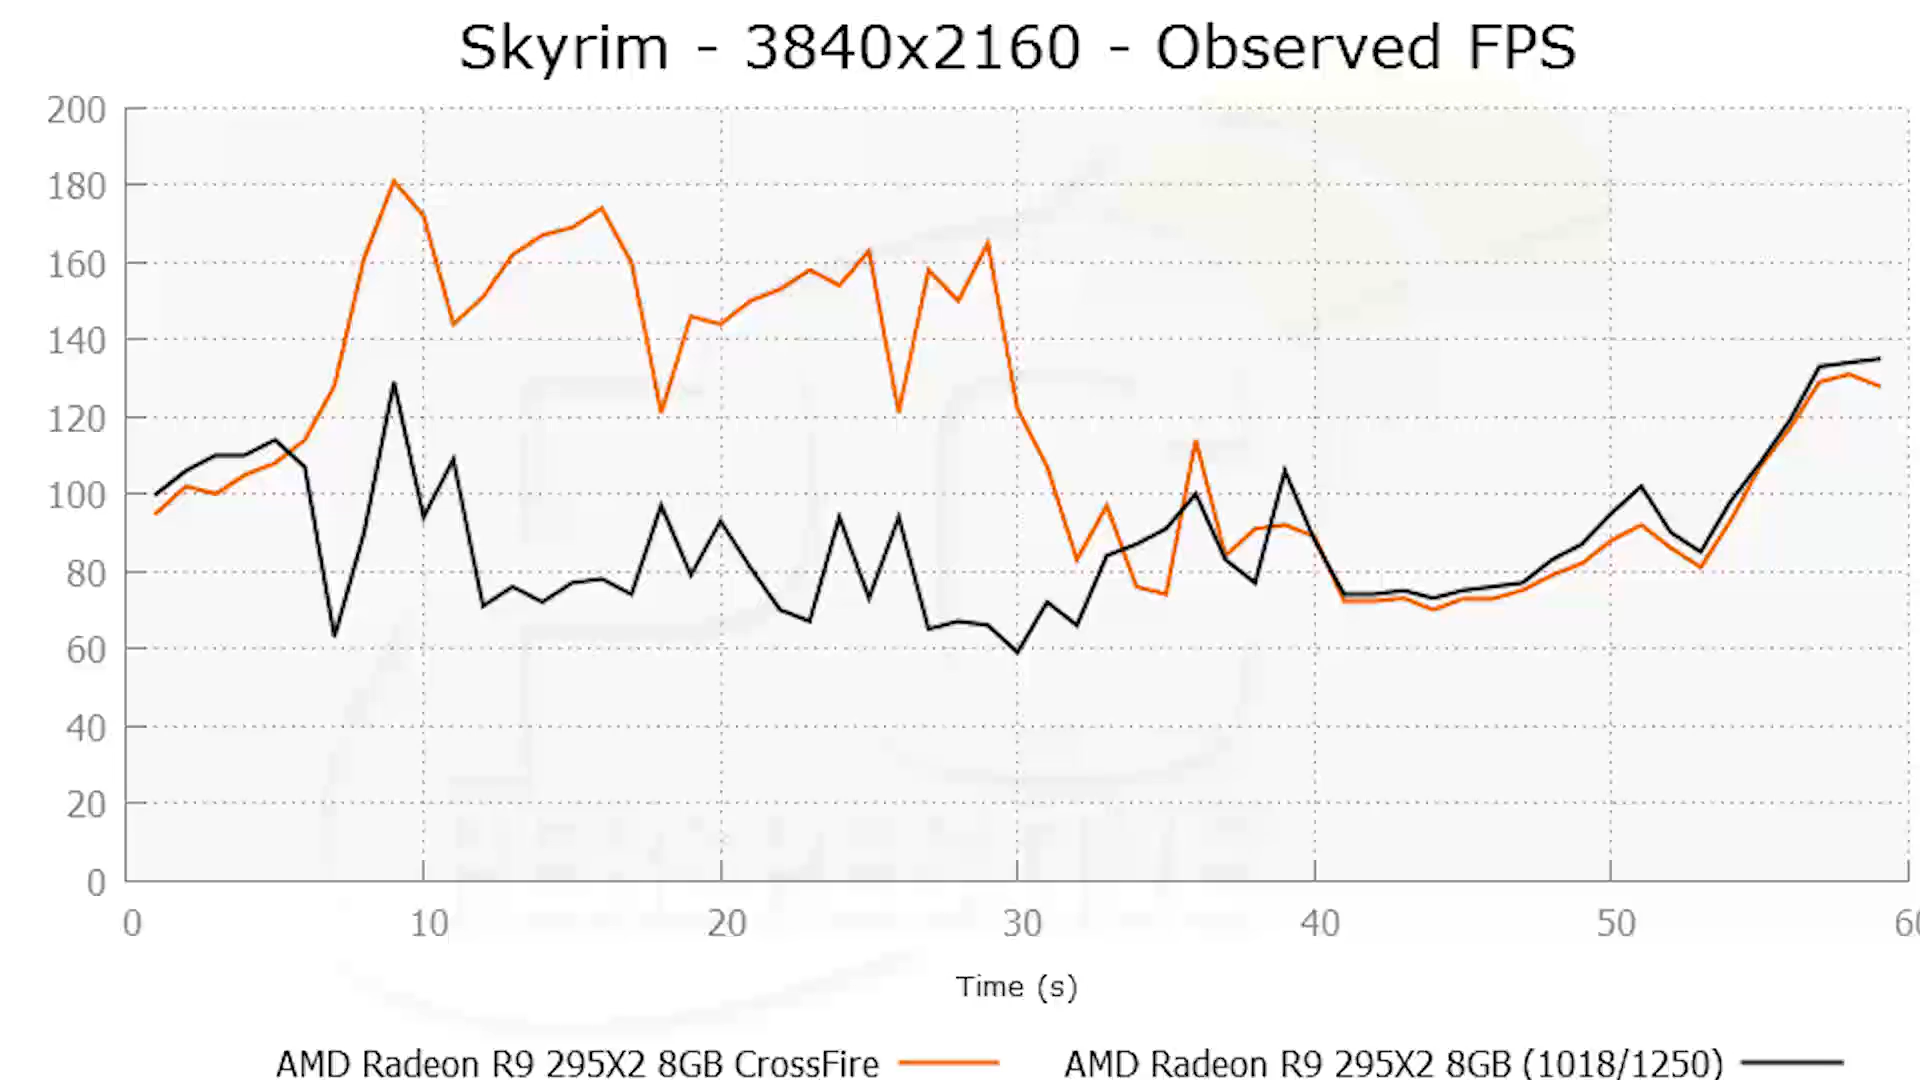 Skyrim - 3840x2160 - Observed FPS
200
180
160
140
120
100
80
60
40
20
0
0 10 20 30 40 50 60
Time (s)
AMD Radeon R9 295X2 8GB CrossFire AMD Radeon R9 295X2 8GB (1018/1250)